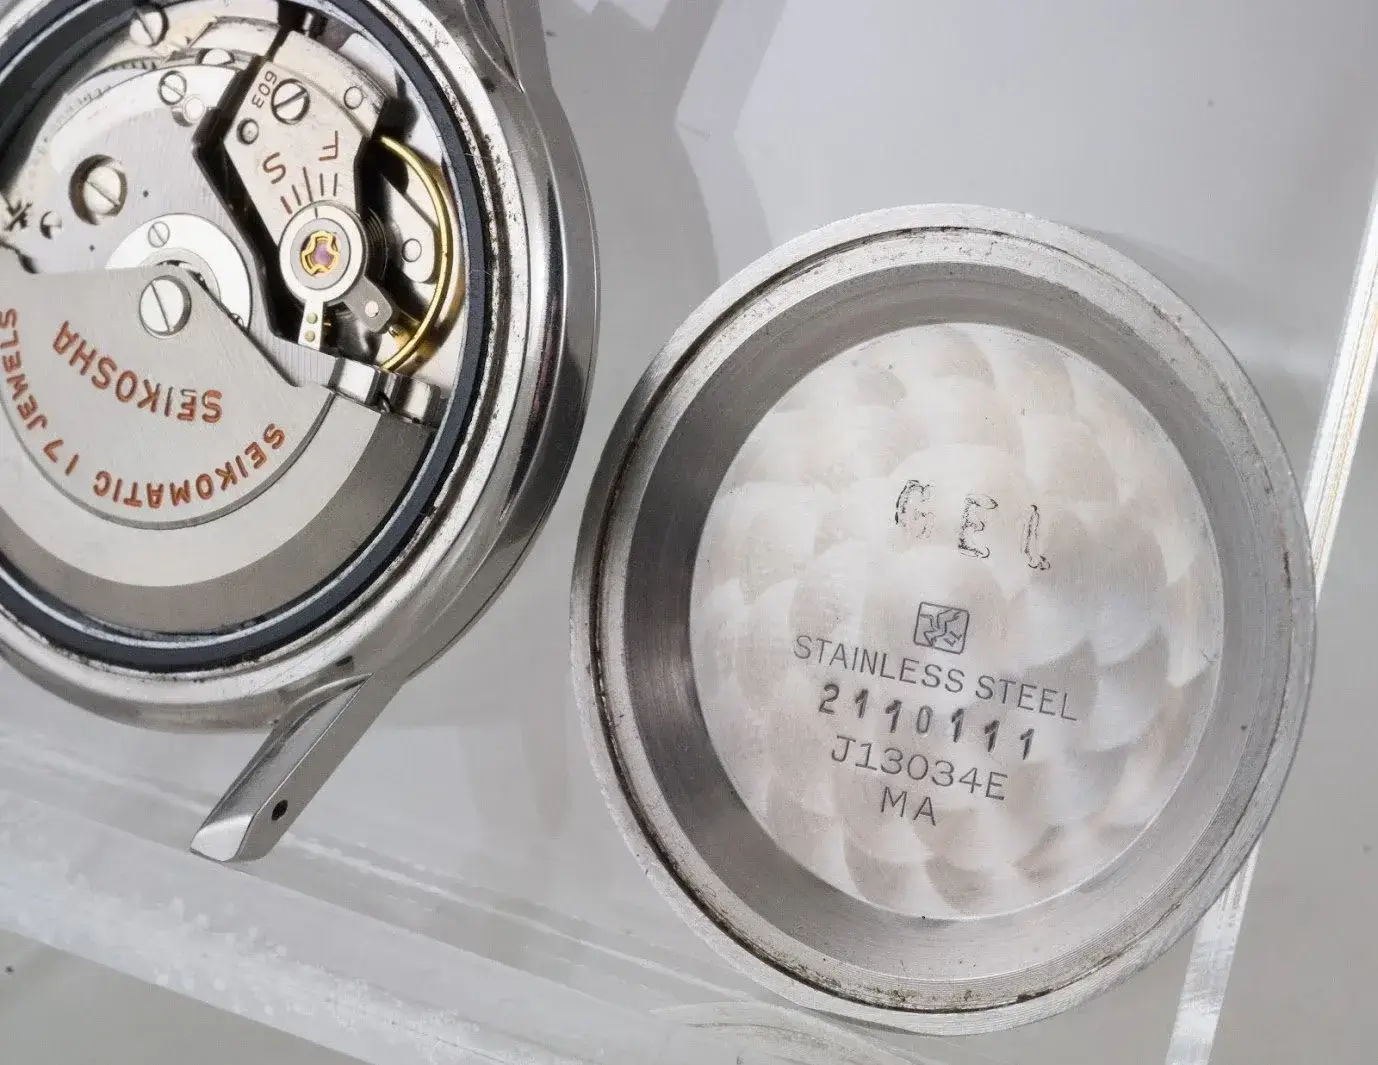 603
S F
SEIKOSHA
SEIKOMATIC 17 JEWELS
GEL
STAINLESS STEEL
2110111
J13034E
MA